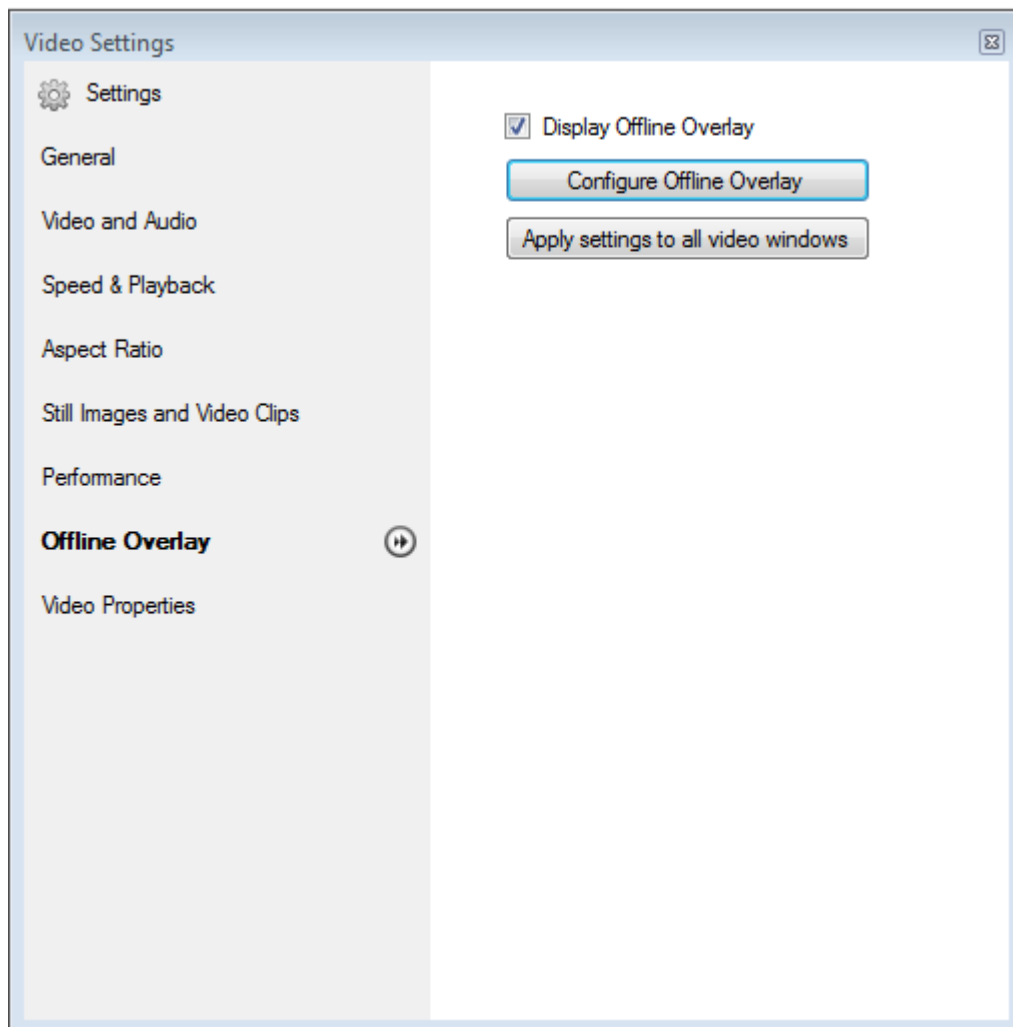 Video Settings
Settings
General
Video and Audio
Speed & Playback
Aspect Ratio
Still Images and Video Clips
Performance
Offline Overlay
Video Properties
Display Offline Overlay
Configure Offline Overlay
Apply settings to all video windows